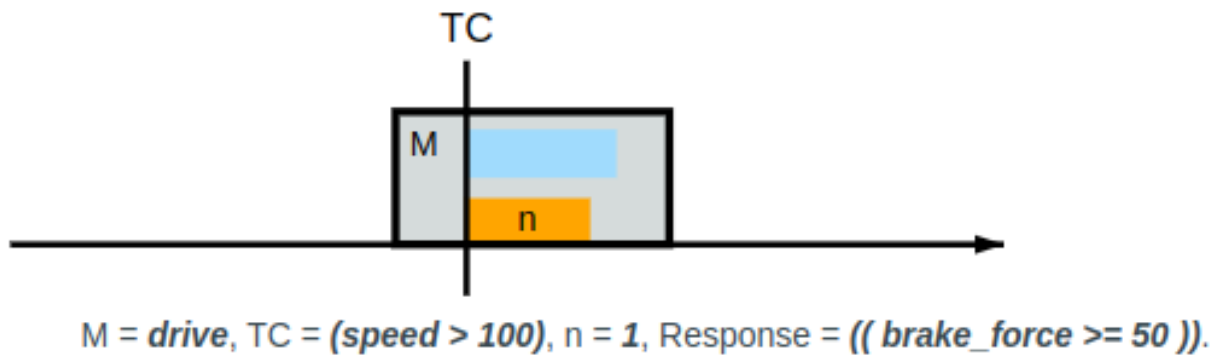 TC
M
n
M = drive, TC = (speed > 100), n = 1, Response = (( brake_force >= 50 )).